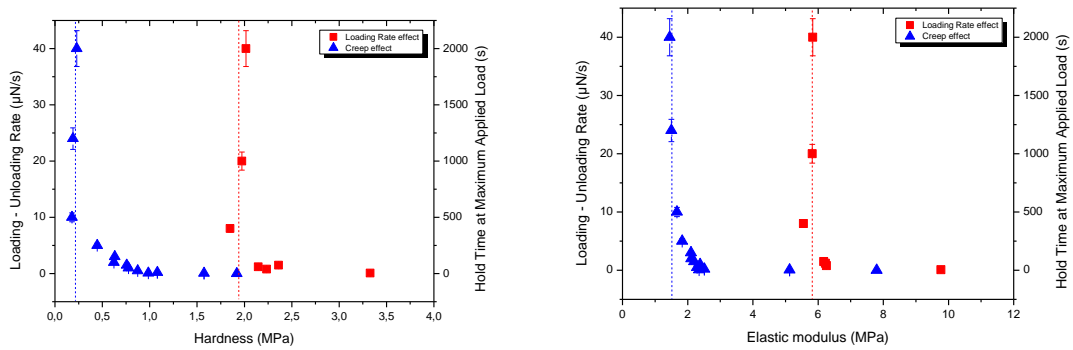 Loading - Unloading Rate (μN/s)
40
30
20
10
0
0,0 0,5 1,0 1,5 2,0 2,5 3,0 3,5 4,0
Hardness (MPa)
Loading Rate effect
Creep effect
2000
1500
1000
500
0
Hold Time at Maximum Applied Load (s)
Loading - Unloading Rate (μN/s)
40
30
20
10
0
0 2 4 6 8 10 12
Elastic modulus (MPa)
Loading Rate effect
Creep effect
2000
1500
1000
500
0
Hold Time at Maximum Applied Load (s)